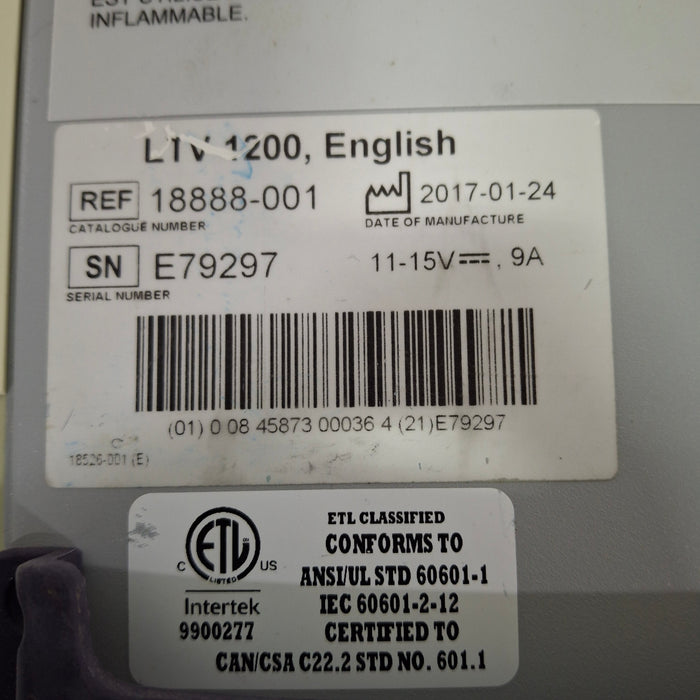 INFLAMMABLE.
LTV 1200, English
REF 18888-001 2017-01-24
CATALOGUE NUMBER DATE OF MANUFACTURE
SN E79297 11-15V, 9A
SERIAL NUMBER
(01) 0 08 45873 00036 4 (21)E79297
C
18526-001 (E)
ETL CLASSIFIED
CONFORMS TO
ANSI/UL STD 60601-1
IEC 60601-2-12
CERTIFIED TO
CAN/CSA C22.2 STD NO. 601.1
ETL
LISTED
C US
Intertek
9900277